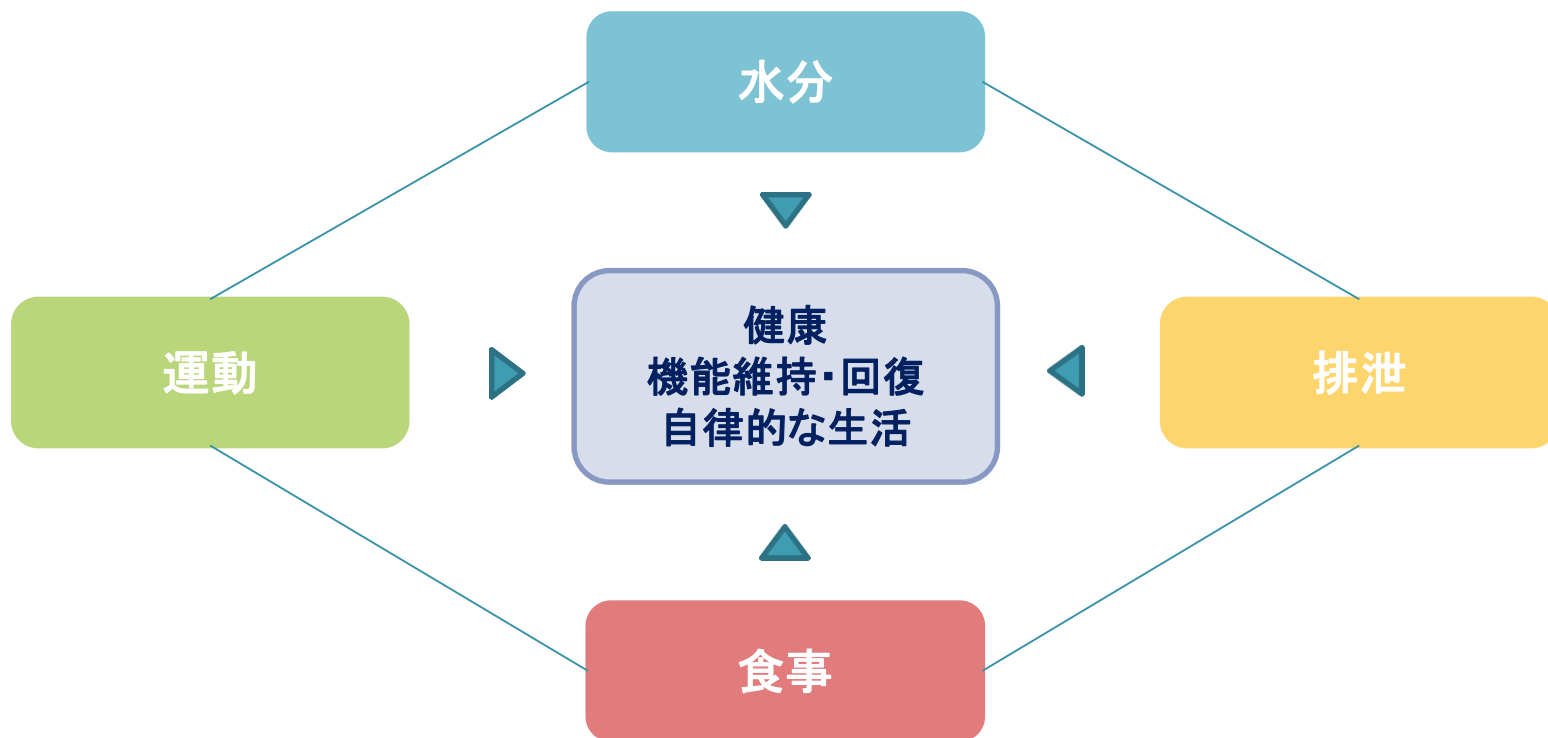 水分
運動
健康
機能維持・回復
自律的な生活
排泄
食事